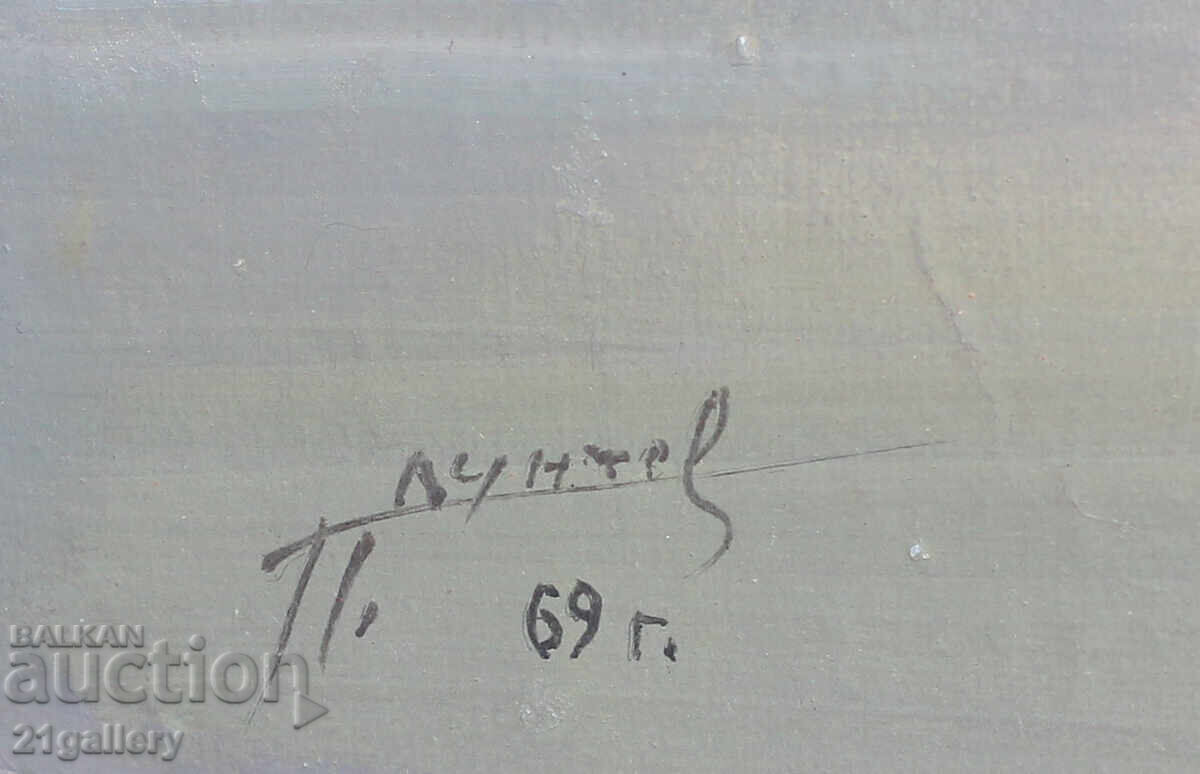 П.
69 г.
BALKAN
auction
21gallery